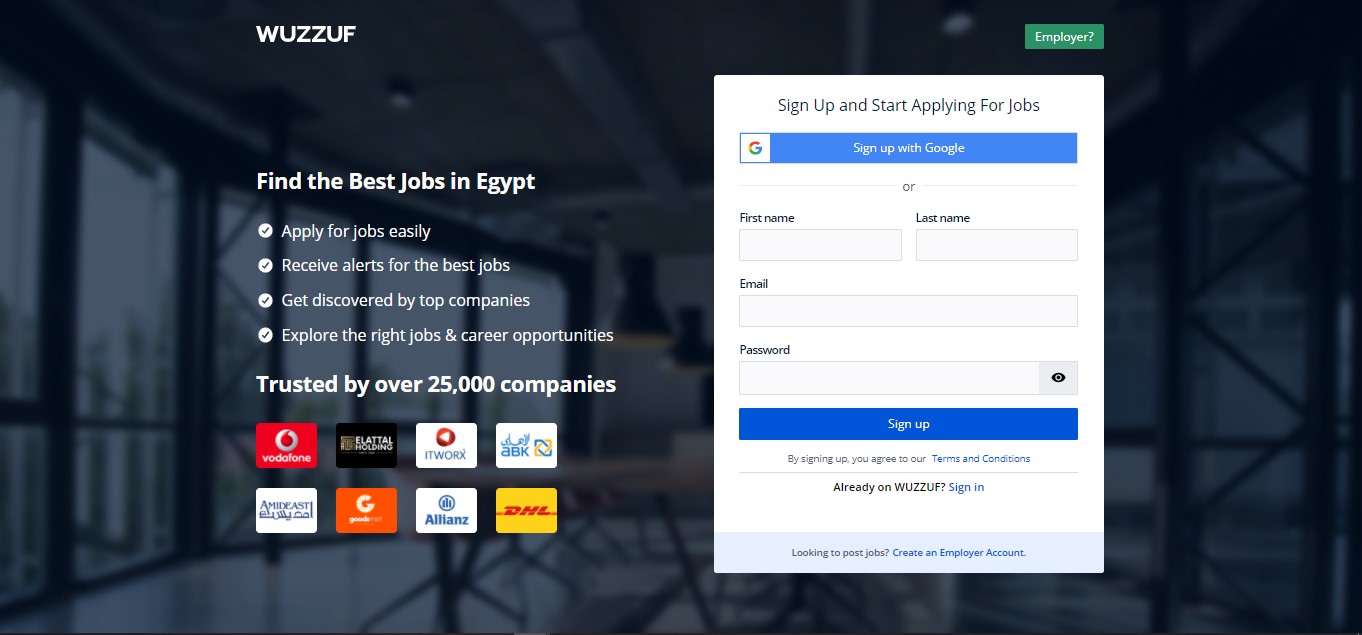 WUZZUF
Employer?
Find the Best Jobs in Egypt
Apply for jobs easily
Receive alerts for the best jobs
Get discovered by top companies
Explore the right jobs & career opportunities
Trusted by over 25,000 companies
vodafone
ELATTAL
HOLDING
ITWORX
الأهلي
ABK
AMIDEAST
أمديست
goodsmart
Allianz
DHL
Sign Up and Start Applying For Jobs
G
Sign up with Google
or
First name
Last name
Email
Password
Sign up
By signing up, you agree to our Terms and Conditions
Already on WUZZUF? Sign in
Looking to post jobs? Create an Employer Account.